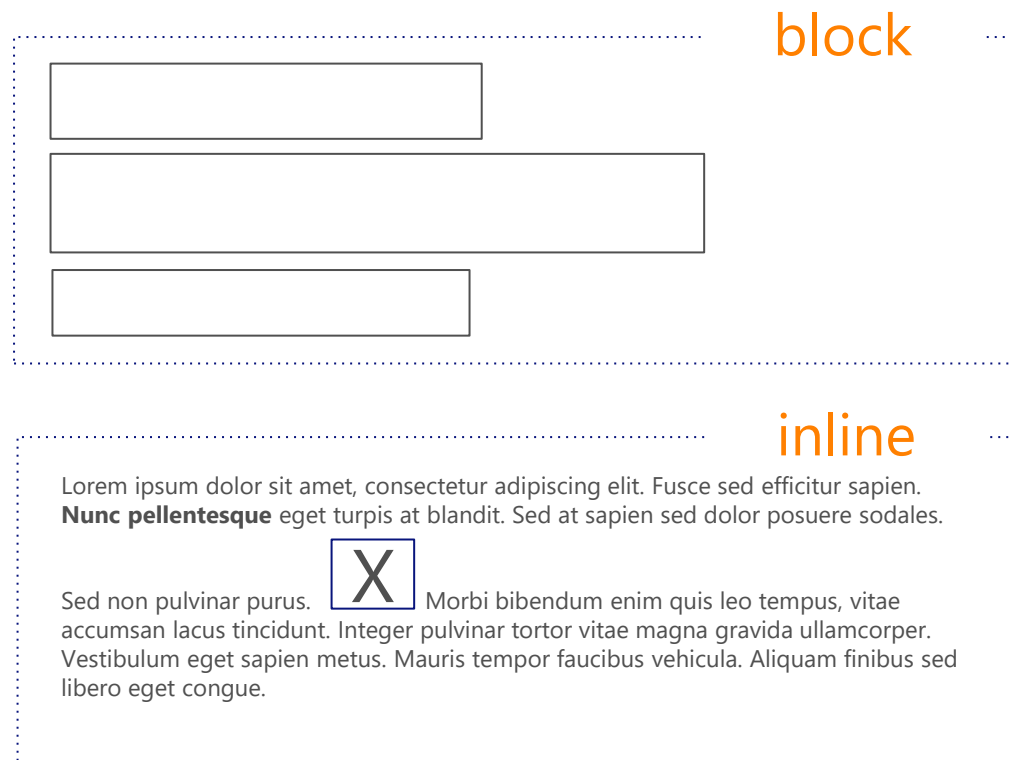 block
inline
Lorem ipsum dolor sit amet, consectetur adipiscing elit. Fusce sed efficitur sapien.
Nunc pellentesque eget turpis at blandit. Sed at sapien sed dolor posuere sodales.
X
Sed non pulvinar purus. Morbi bibendum enim quis leo tempus, vitae
accumsan lacus tincidunt. Integer pulvinar tortor vitae magna gravida ullamcorper.
Vestibulum eget sapien metus. Mauris tempor faucibus vehicula. Aliquam finibus sed
libero eget congue.